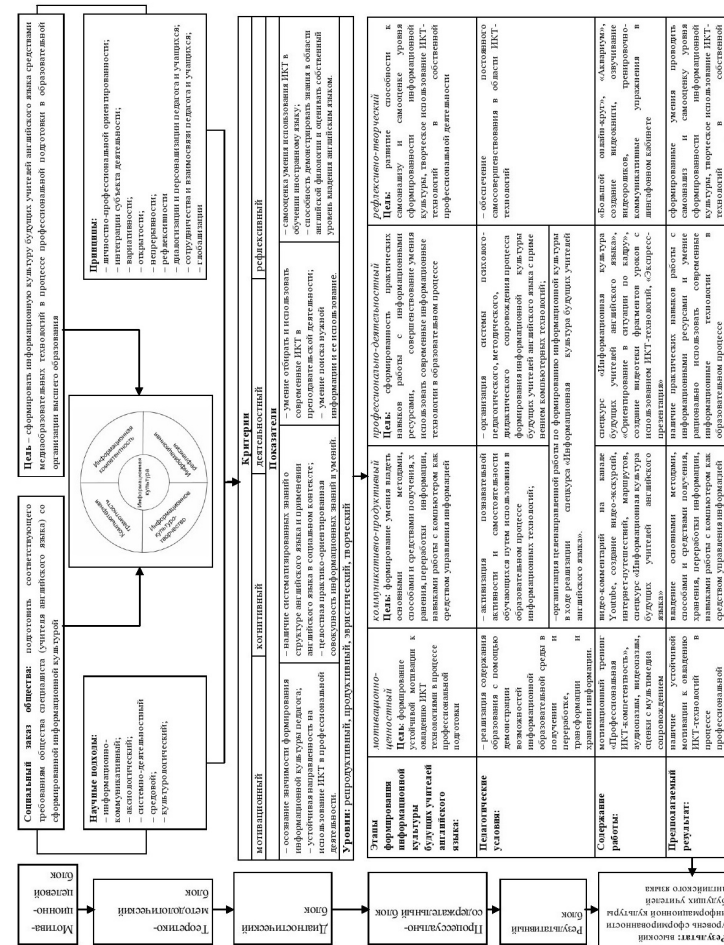 Мотива-
ционно-
целевой
блок
Социальный заказ общества: подготовить соответствующего
требованиям общества специалиста (учителя английского языка) со
сформированной информационной культурой
Цель – сформировать информационную культуру будущих учителей английского языка средствами
медиаобразовательных технологий в процессе профессиональной подготовки в образовательной
организации высшего образования
Теоретико-
методологический
блок
Научные подходы:
– информационно-
коммуникативный;
– аксиологический;
– системно-деятельностный
– средовой;
– культурологический;
Компьютерная
грамотность
Информационная
компетентность
Информационная
культура
Информационное
Принципы:
– личностно-профессиональной ориентированности;
– интеграции субъекта деятельности;
– вариативности;
– открытости;
– непрерывности;
– рефлексивности
– диалогизации и персонализации педагога и учащихся;
– сотрудничества и взаимосвязи педагога и учащихся;
– глобализации
Диагностический
блок
Критерии
мотивационный
когнитивный
деятельностный
рефлексивный
Показатели
– осознание значимости формирования
информационной культуры педагога;
– устойчивая направленность на
использование ИКТ в профессиональной
деятельности.
– наличие систематизированных знаний о
структуре английского языка и применении
английского языка в социальном контексте;
– целостная практико-ориентированная
совокупность информационных знаний и умений.
– умение отбирать и использовать
современные ИКТ в
преподавательской деятельности;
– умение поиска нужной
информации и ее использование.
– самооценка умения использования ИКТ в
обучении иностранному языку;
– способность демонстрировать знания в области
английской филологии и оценивать собственный
уровень владения английским языком.
Уровни: репродуктивный, продуктивный, эвристический, творческий
Процессуально-
содержательный блок
Этапы
формирования
информационной
культуры
будущих учителей
английского
языка:
мотивационно-
ценностный
Цель: формирование
устойчивой мотивации к
овладению ИКТ
технологиями в процессе
профессиональной
подготовки
коммуникативно-продуктивный
Цель: формирование умения владеть
основными методами,
способами и средствами получения, х
ранения, переработки информации,
навыками работы с компьютером как
средством управления информацией
профессионально-деятельностный
Цель: сформированность практических
навыков работы с информационными
ресурсами, совершенствование умения
использовать современные информационные
технологии в образовательном процессе
рефлексивно-творческий
Цель: развитие способности к
самоанализу и самооценке уровня
сформированности информационной
культуры, творческое использование ИКТ-
технологий в собственной
профессиональной деятельности
Педагогические
условия:
– реализация содержания
образования с помощью
демонстрации
возможностей
информационной
образовательной среды в
получении и
переработке,
трансформации и
хранении информации.
– активизация познавательной
активности и самостоятельности
обучающихся путем использования в
образовательном процессе
информационных технологий;
– организация системы психолого-
педагогического, методического,
дидактического сопровождения процесса
формирования информационной культуры
будущих учителей английского языка с приме
нением компьютерных технологий;
– обеспечение постоянного
самосовершенствования в области ИКТ-
технологий
–организация целенаправленной работы по формированию информационной культуры
в ходе реализации спецкурса «Информационная культура будущих учителей
английского языка».
Содержание
работы:
мотивационный тренинг
«Профессиональная
ИКТ-компетентность»,
аудиопазлы, видеопазлы,
сценки с мультимедиа
сопровождением
видео-комментарий на канале
Youtube, создание видео-экскурсий,
интернет-путешествий, маршрутов,
спецкурс «Информационная культура
будущих учителей английского
языка»
спецкурс «Информационная культура
будущих учителей английского языка»,
«Ориентирование в ситуации по кадру»,
создание видеотеки фрагментов уроков с
использованием ИКТ-технологий, «Экспресс-
презентация»
«Большой онлайн-круг», «Аквариум»,
создание видеокниги, озвучивание
видеороликов, тренировочно-
коммуникативные упражнения в
лингафонном кабинете
Результативный
блок
Предполагаемый
результат:
наличие устойчивой
мотивации к овладению
ИКТ-технологий в
процессе
профессиональной
владение основными методами,
способами и средствами получения,
хранения, переработки информации,
навыками работы с компьютером как
средством управления информацией
наличие практических навыков работы с
информационными ресурсами и умение
рационально использовать современные
информационные технологии в
образовательном процессе
сформированные умения проводить
самоанализ и самооценку уровня
сформированности информационной
культуры, творческое использование ИКТ-
технологий в собственной
Результат: высокий
уровень сформированности
информационной культуры
будущих учителей
английского языка